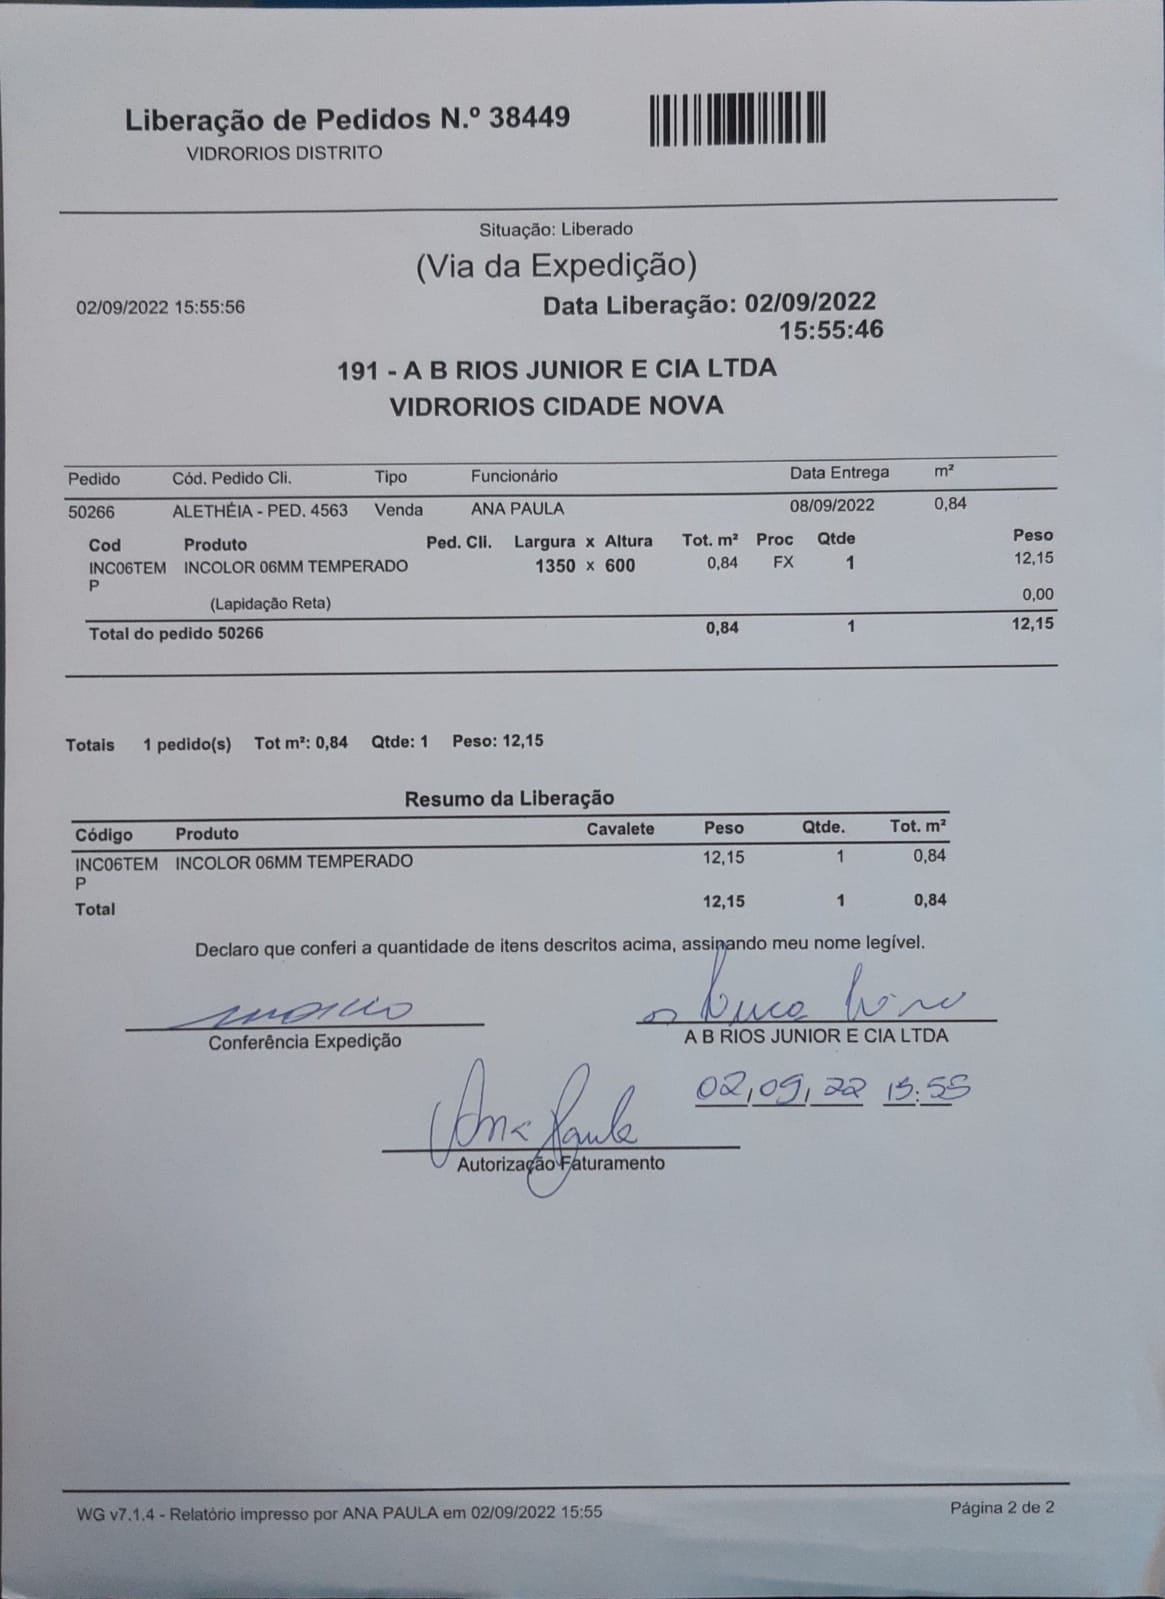 Liberação de Pedidos N.º 38449
VIDRORIOS DISTRITO
Situação: Liberado
(Via da Expedição)
02/09/2022 15:55:56
Data Liberação: 02/09/2022
15:55:46
191 - A B RIOS JUNIOR E CIA LTDA
VIDRORIOS CIDADE NOVA
Pedido Cód. Pedido Cli. Tipo Funcionário Data Entrega m²
50266 ALETHÉIA - PED. 4563 Venda ANA PAULA 08/09/2022 0,84
Cod Produto Ped. Cli. Largura x Altura Tot. m² Proc Qtde Peso
INC06TEM INCOLOR 06MM TEMPERADO 1350 x 600 0,84 FX 1 12,15
P
(Lapidação Reta) 0,00
Total do pedido 50266 0,84 1 12,15
Totais 1 pedido(s) Tot m²: 0,84 Qtde: 1 Peso: 12,15
Resumo da Liberação
Código Produto Cavalete Peso Qtde. Tot. m²
INC06TEM INCOLOR 06MM TEMPERADO 12,15 1 0,84
P
Total 12,15 1 0,84
Declaro que conferi a quantidade de itens descritos acima, assinando meu nome legível.
Conferência Expedição
A B RIOS JUNIOR E CIA LTDA
02,09,22 15:55
Ana Paula
Autorização Faturamento
WG v7.1.4 - Relatório impresso por ANA PAULA em 02/09/2022 15:55
Página 2 de 2